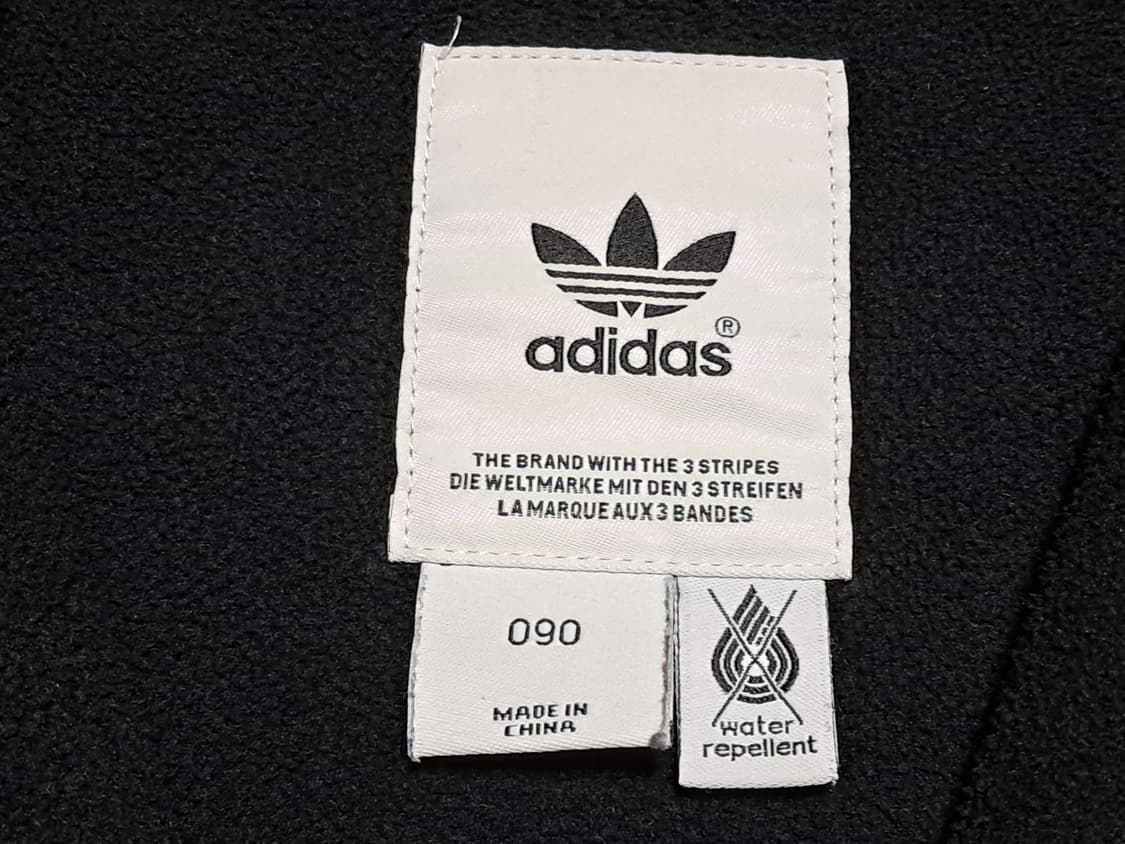 adidas®
THE BRAND WITH THE 3 STRIPES
DIE WELTMARKE MIT DEN 3 STREIFEN
LA MARQUE AUX 3 BANDES
090
MADE IN
CHINA
water
repellent